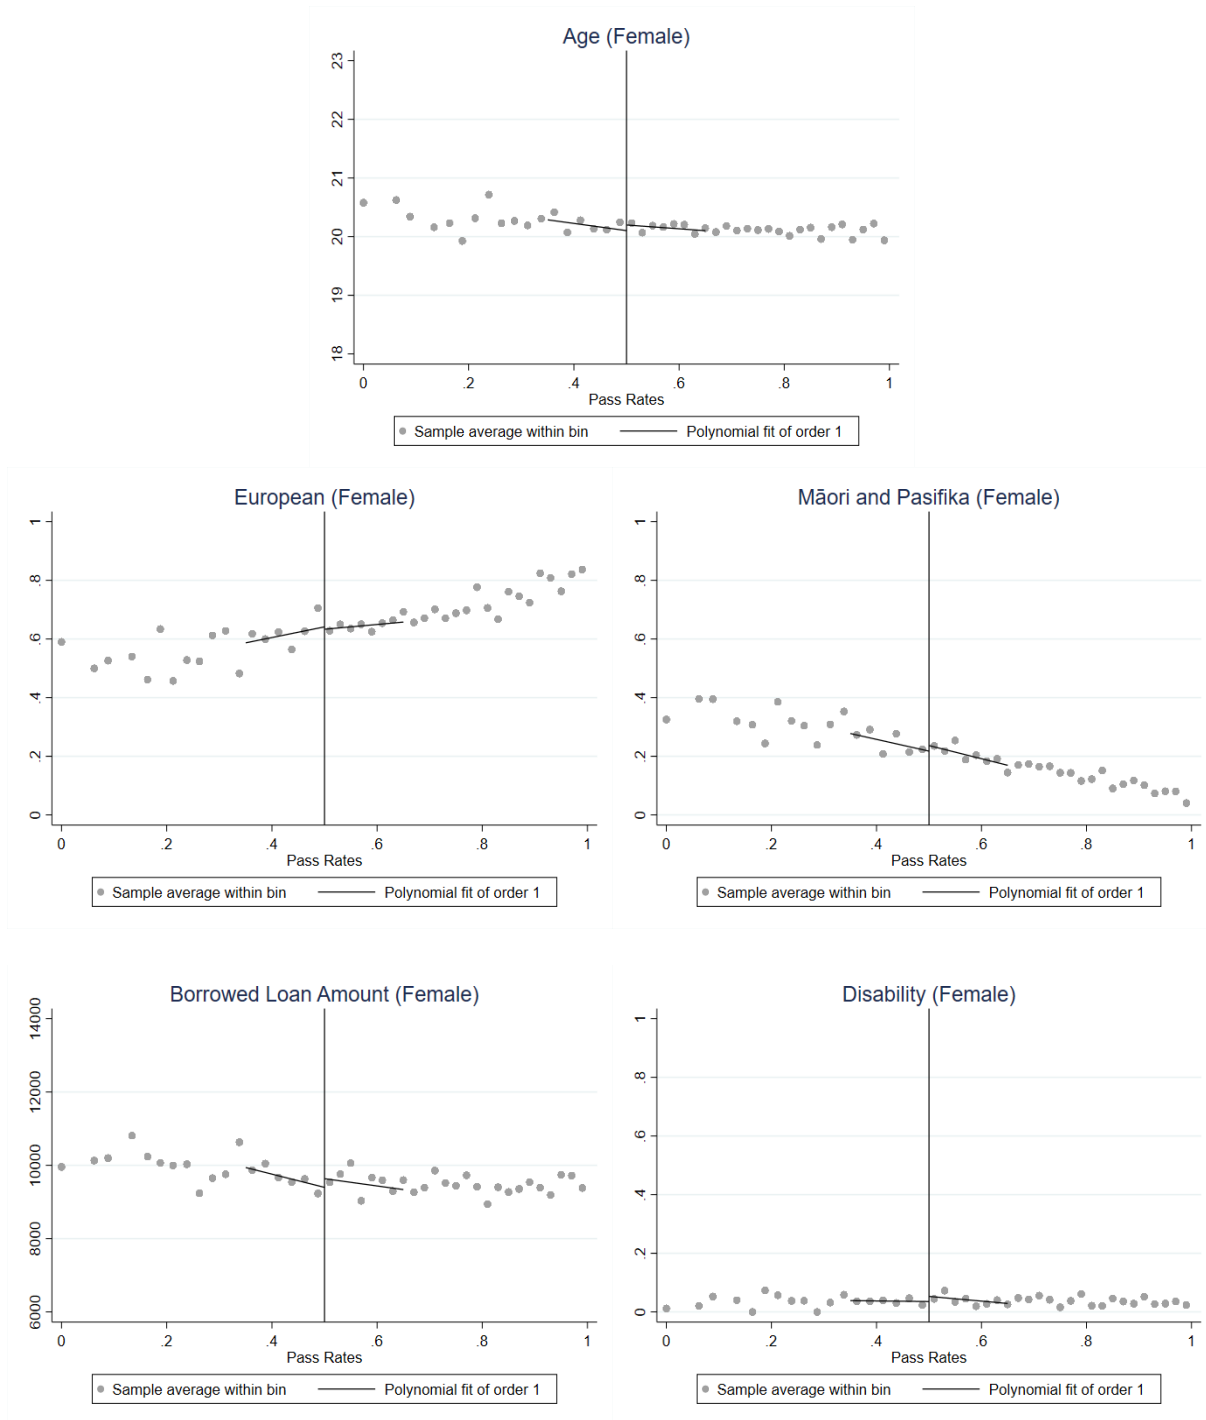 Age (Female)
23
22
21
20
19
18
0 .2 .4 .6 .8 1
Pass Rates
Sample average within bin Polynomial fit of order 1
European (Female)
1
.8
.6
.4
.2
0
0 .2 .4 .6 .8 1
Pass Rates
Sample average within bin Polynomial fit of order 1
Māori and Pasifika (Female)
1
.8
.6
.4
.2
0
0 .2 .4 .6 .8 1
Pass Rates
Sample average within bin Polynomial fit of order 1
Borrowed Loan Amount (Female)
14000
12000
10000
8000
6000
0 .2 .4 .6 .8 1
Pass Rates
Sample average within bin Polynomial fit of order 1
Disability (Female)
1
.8
.6
.4
.2
0
0 .2 .4 .6 .8 1
Pass Rates
Sample average within bin Polynomial fit of order 1